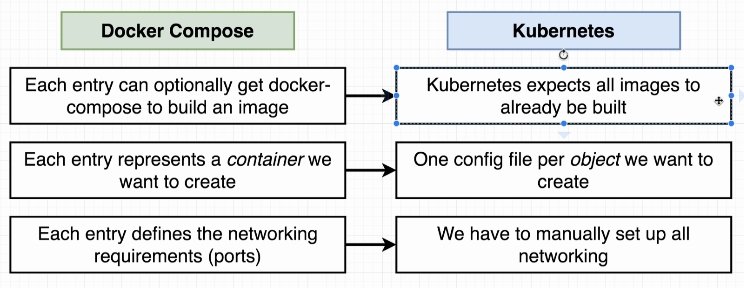 Docker Compose
Kubernetes
Each entry can optionally get docker-
compose to build an image
Kubernetes expects all images to
already be built
Each entry represents a container we
want to create
One config file per object we want to
create
Each entry defines the networking
requirements (ports)
We have to manually set up all
networking